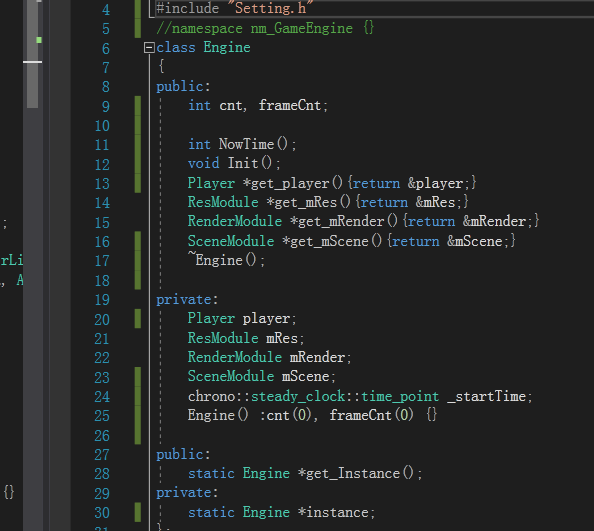 4 #include "Setting.h"
5 //namespace nm_GameEngine {}
6 class Engine
7 {
8 public:
9 int cnt, frameCnt;
10
11 int NowTime();
12 void Init();
13 Player *get_player(){return &player;}
14 ResModule *get_mRes(){return &mRes;}
15 RenderModule *get_mRender(){return &mRender;}
16 SceneModule *get_mScene(){return &mScene;}
17 ~Engine();
18
19 private:
20 Player player;
21 ResModule mRes;
22 RenderModule mRender;
23 SceneModule mScene;
24 chrono::steady_clock::time_point _startTime;
25 Engine() :cnt(0), frameCnt(0) {}
26
27 public:
28 static Engine *get_Instance();
29 private:
30 static Engine *instance;
;
rLi
, A
{}